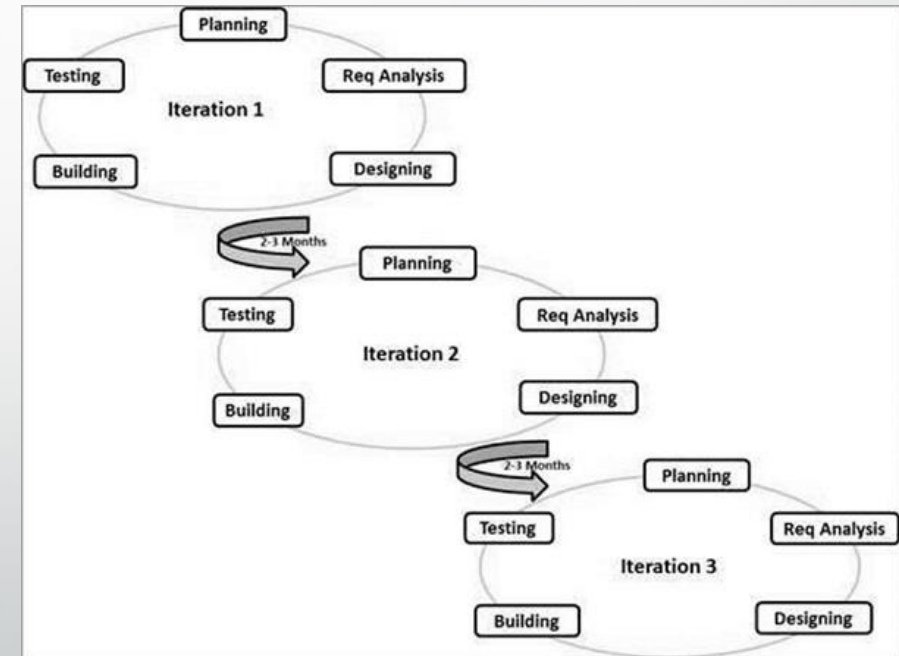 Planning
Testing
Req Analysis
Iteration 1
Building
Designing
2-3 Months
Planning
Testing
Req Analysis
Iteration 2
Building
Designing
2-3 Months
Planning
Testing
Req Analysis
Iteration 3
Building
Designing